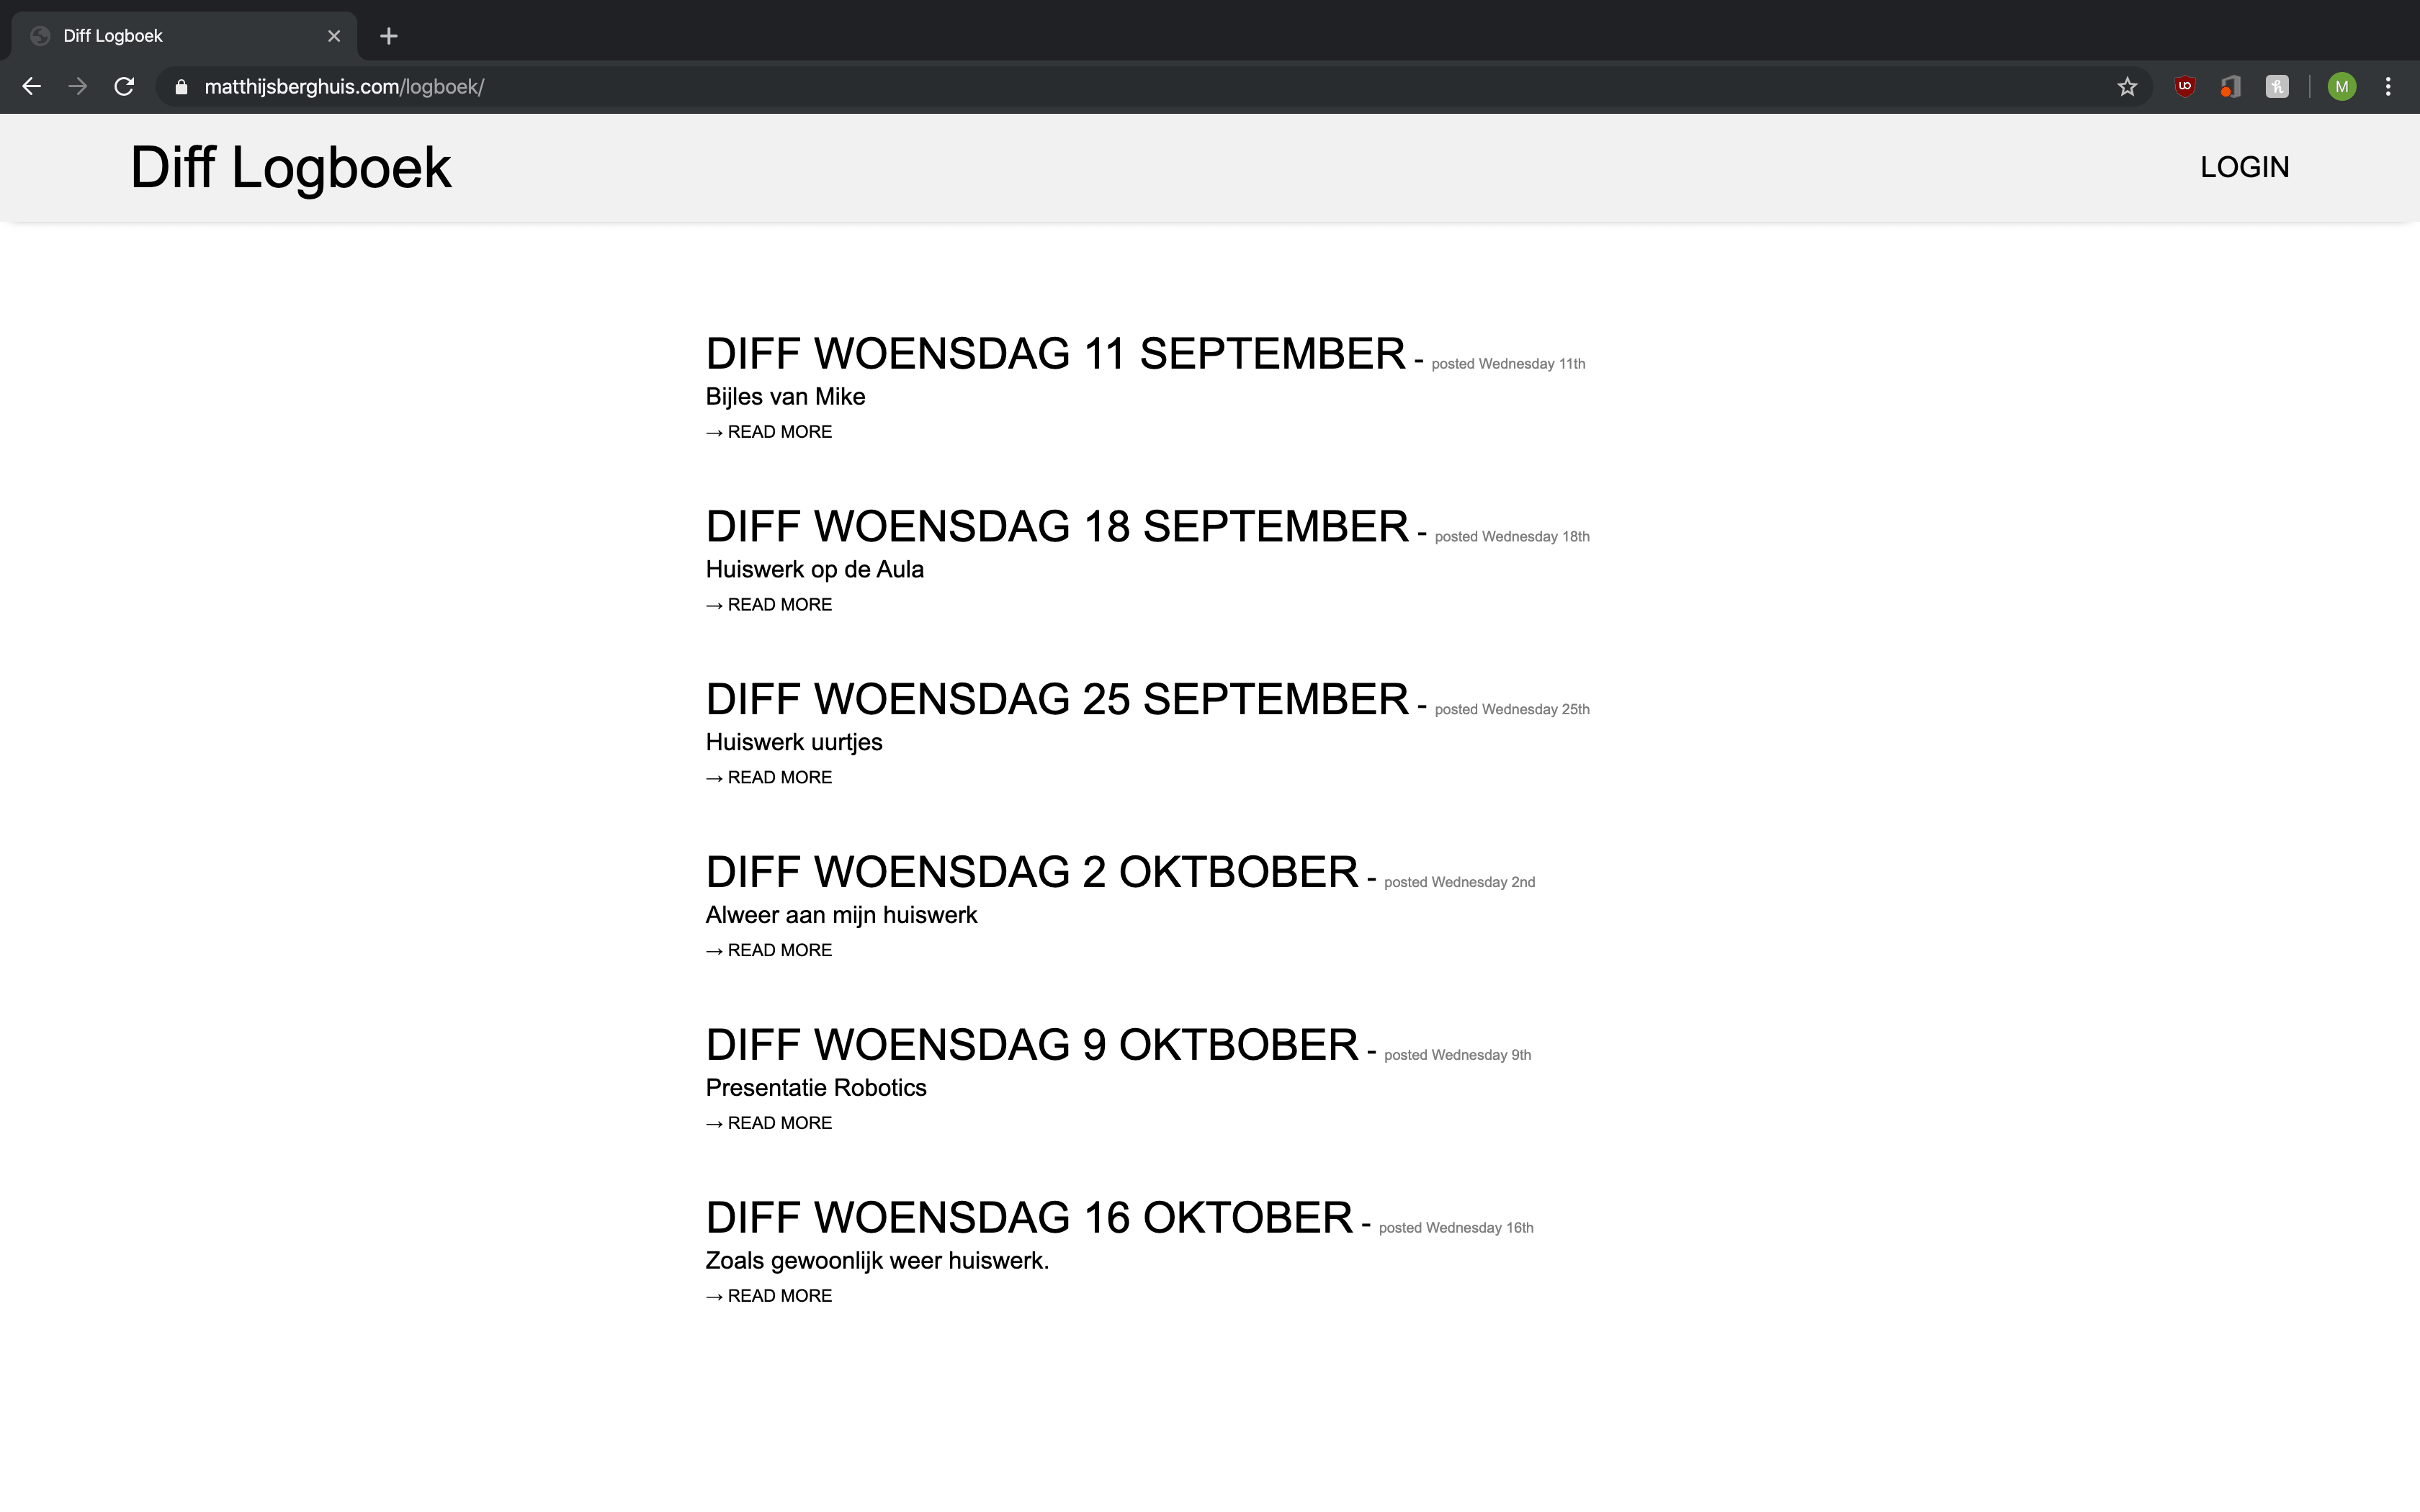 Diff Logboek
matthijsberghuis.com/logboek/
M
Diff Logboek
LOGIN
DIFF WOENSDAG 11 SEPTEMBER - posted Wednesday 11th
Bijles van Mike
→ READ MORE
DIFF WOENSDAG 18 SEPTEMBER - posted Wednesday 18th
Huiswerk op de Aula
→ READ MORE
DIFF WOENSDAG 25 SEPTEMBER - posted Wednesday 25th
Huiswerk uurtjes
→ READ MORE
DIFF WOENSDAG 2 OKTBOBER - posted Wednesday 2nd
Alweer aan mijn huiswerk
→ READ MORE
DIFF WOENSDAG 9 OKTBOBER - posted Wednesday 9th
Presentatie Robotics
→ READ MORE
DIFF WOENSDAG 16 OKTOBER - posted Wednesday 16th
Zoals gewoonlijk weer huiswerk.
→ READ MORE